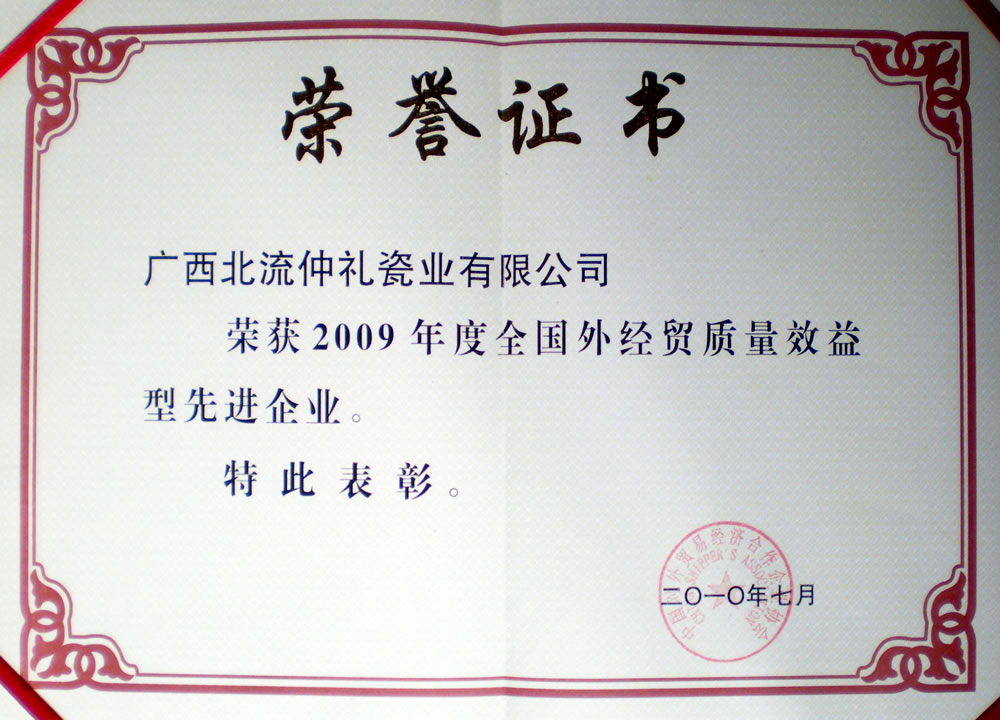 荣誉证书
广西北流仲礼瓷业有限公司
荣获2009年度全国外经贸质量效益
型先进企业。
特此表彰。
二〇一〇年七月